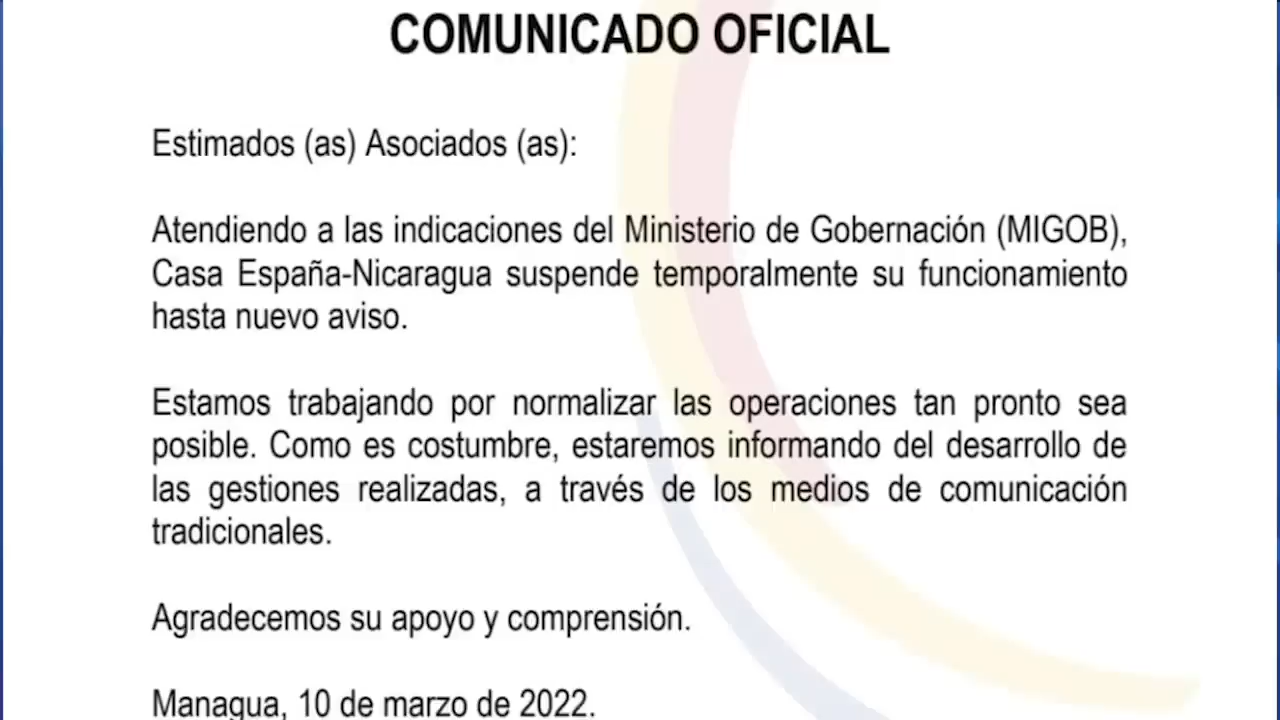 COMUNICADO OFICIAL
Estimados (as) Asociados (as):
Atendiendo a las indicaciones del Ministerio de Gobernación (MIGOB),
Casa España-Nicaragua suspende temporalmente su funcionamiento
hasta nuevo aviso.
Estamos trabajando por normalizar las operaciones tan pronto sea
posible. Como es costumbre, estaremos informando del desarrollo de
las gestiones realizadas, a través de los medios de comunicación
tradicionales.
Agradecemos su apoyo y comprensión.
Managua, 10 de marzo de 2022.